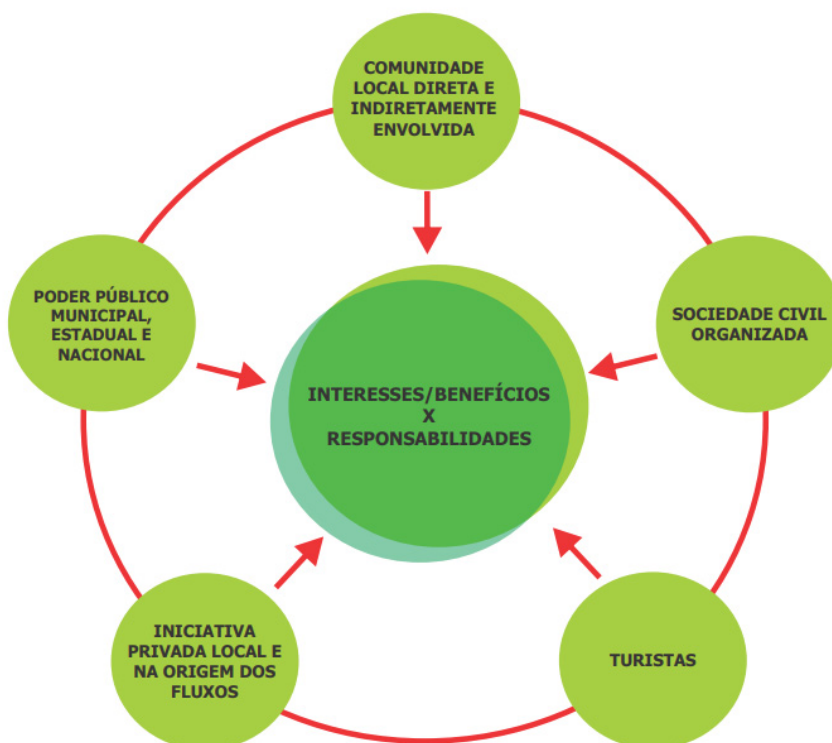 COMUNIDADE
LOCAL DIRETA E
INDIRETAMENTE
ENVOLVIDA
PODER PÚBLICO
MUNICIPAL,
ESTADUAL E
NACIONAL
SOCIEDADE CIVIL
ORGANIZADA
INTERESSES/BENEFÍCIOS
X
RESPONSABILIDADES
INICIATIVA
PRIVADA LOCAL E
NA ORIGEM DOS
FLUXOS
TURISTAS